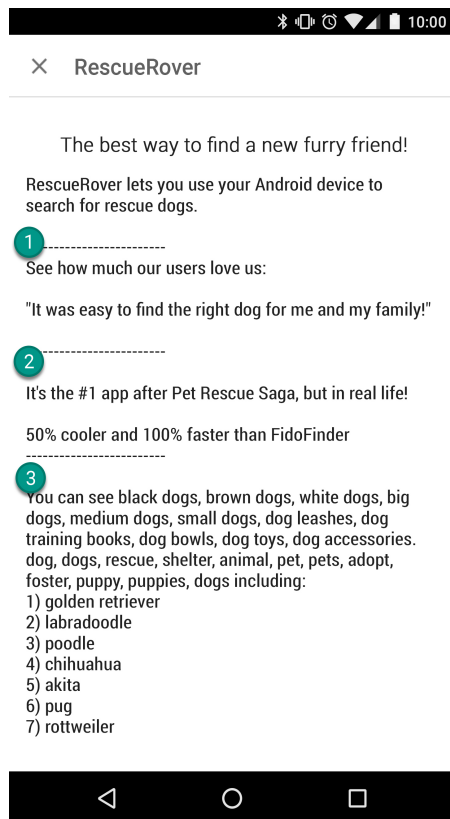 10:00
RescueRover
The best way to find a new furry friend!
RescueRover lets you use your Android device to
search for rescue dogs.
1 -----------------------
See how much our users love us:
"It was easy to find the right dog for me and my family!"
-----------------------
2
It's the #1 app after Pet Rescue Saga, but in real life!
50% cooler and 100% faster than FidoFinder
-------------------------
3
You can see black dogs, brown dogs, white dogs, big
dogs, medium dogs, small dogs, dog leashes, dog
training books, dog bowls, dog toys, dog accessories.
dog, dogs, rescue, shelter, animal, pet, pets, adopt,
foster, puppy, puppies, dogs including:
1) golden retriever
2) labradoodle
3) poodle
4) chihuahua
5) akita
6) pug
7) rottweiler